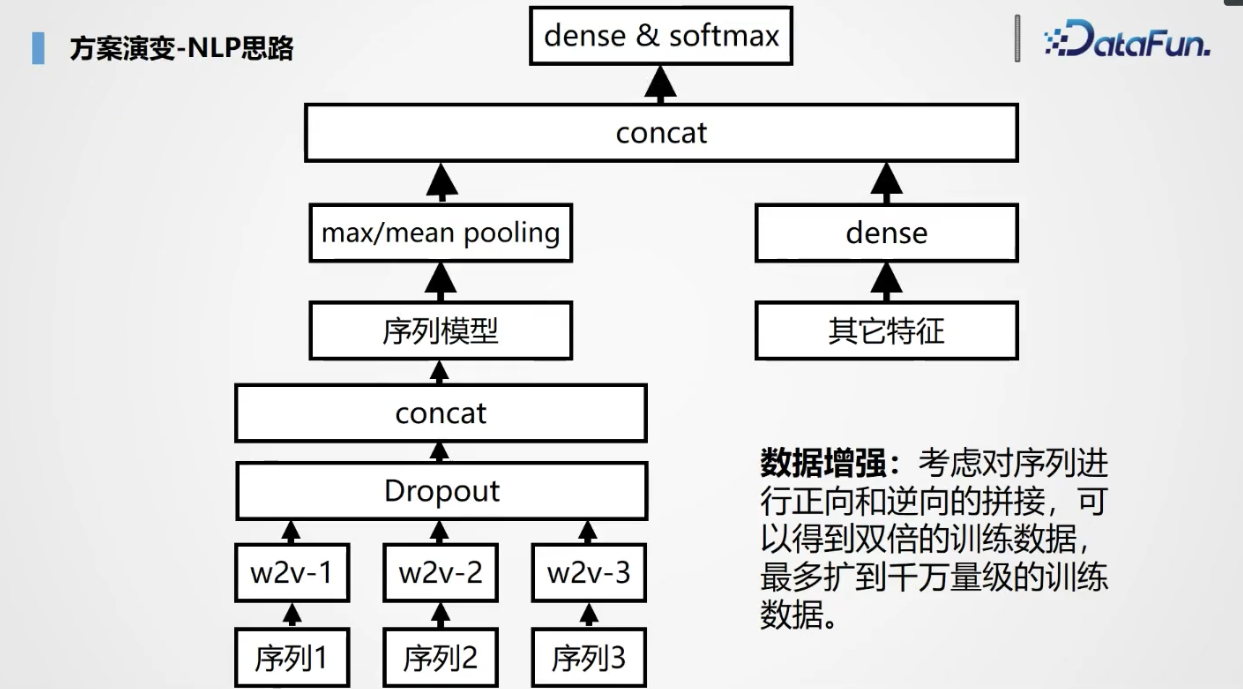 方案演变-NLP思路
DataFun.
dense & softmax
concat
max/mean pooling
dense
序列模型
其它特征
concat
Dropout
w2v-1
w2v-2
w2v-3
序列1
序列2
序列3
数据增强：考虑对序列进
行正向和逆向的拼接，可
以得到双倍的训练数据，
最多扩到千万量级的训练
数据。